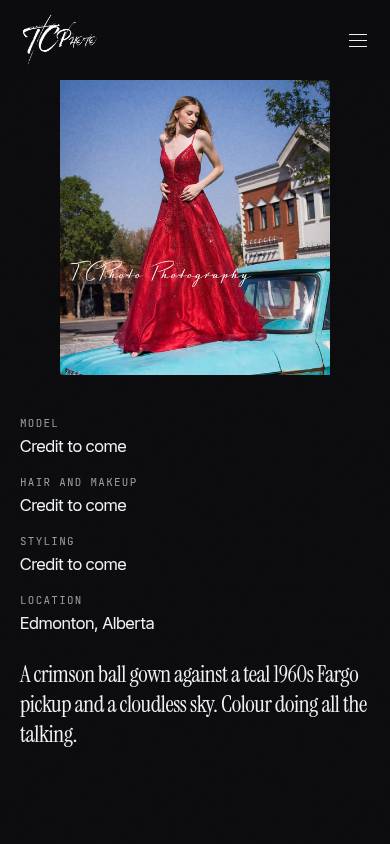 TCPHOTO
TCPhoto Photography
MODEL
Credit to come
HAIR AND MAKEUP
Credit to come
STYLING
Credit to come
LOCATION
Edmonton, Alberta
A crimson ball gown against a teal 1960s Fargo
pickup and a cloudless sky. Colour doing all the
talking.